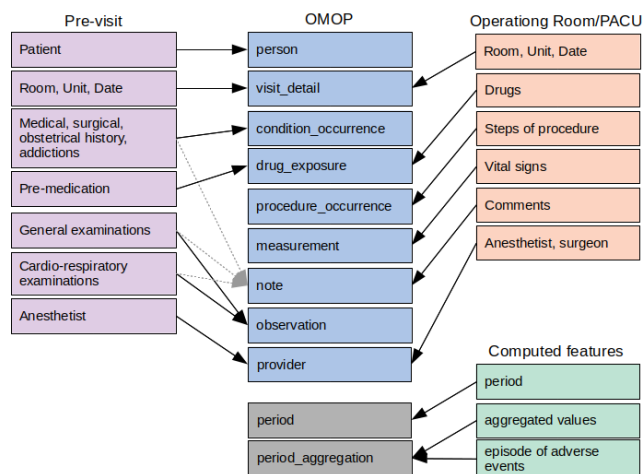 Pre-visit
Patient
Room, Unit, Date
Medical, surgical,
obstetrical history,
addictions
Pre-medication
General examinations
Cardio-respiratory
examinations
Anesthetist
OMOP
person
visit_detail
condition_occurrence
drug_exposure
procedure_occurrence
measurement
note
observation
provider
period
period_aggregation
Operationg Room/PACU
Room, Unit, Date
Drugs
Steps of procedure
Vital signs
Comments
Anesthetist, surgeon
Computed features
period
aggregated values
episode of adverse
events